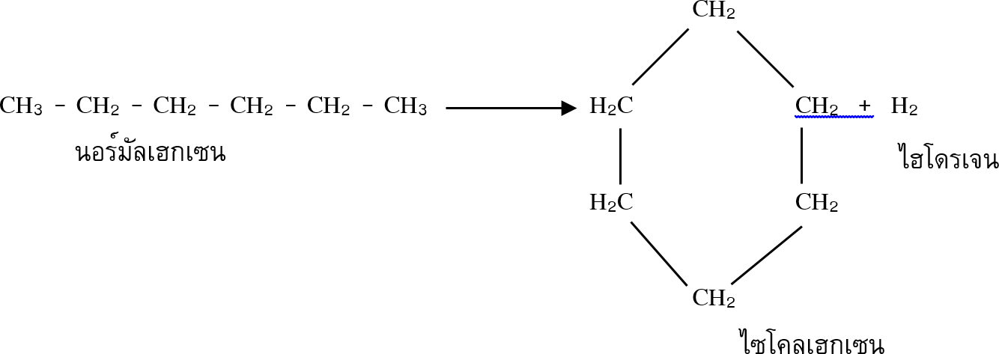 CH₂
CH₃ – CH₂ – CH₂ – CH₂ – CH₂ – CH₃ H₂C CH₂ + H₂
นอร์มัลเฮกเซน ไฮโดรเจน
H₂C CH₂
CH₂
ไซโคลเฮกเซน